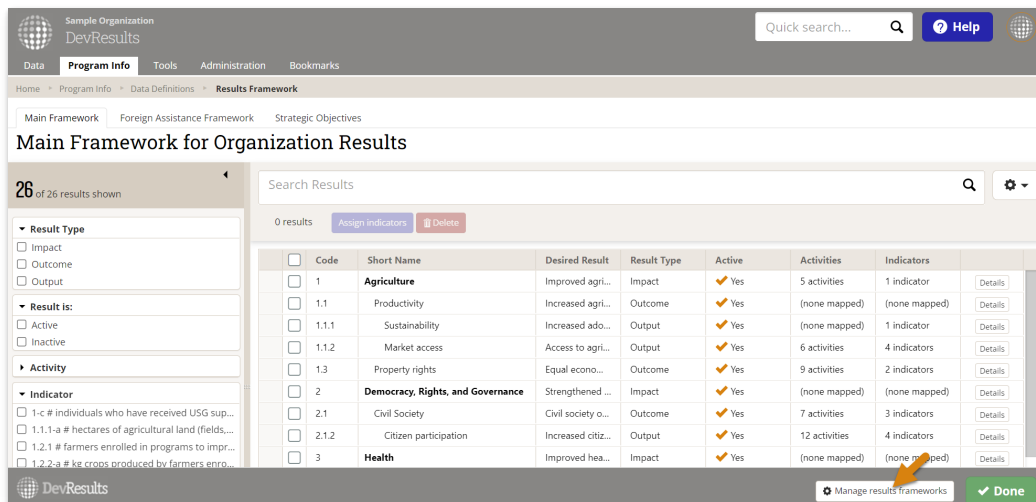 Sample Organization
DevResults
Quick search...
Help
Data Program Info Tools Administration Bookmarks
Home Program Info Data Definitions Results Framework
Main Framework Foreign Assistance Framework Strategic Objectives
Main Framework for Organization Results
26 of 26 results shown
Search Results
0 results Assign indicators Delete
Result Type
Impact
Outcome
Output
Result is:
Active
Inactive
Activity
Indicator
1-c # individuals who have received USG sup...
1.1.1-a # hectares of agricultural land (fields,...
1.2.1 # farmers enrolled in programs to impr...
1.2.2-a # kg crops produced by farmers enro...
Code Short Name Desired Result Result Type Active Activities Indicators
1 Agriculture Improved agri... Impact Yes 5 activities 1 indicator Details
1.1 Productivity Increased agri... Outcome Yes (none mapped) (none mapped) Details
1.1.1 Sustainability Increased ado... Output Yes (none mapped) 1 indicator Details
1.1.2 Market access Access to agri... Output Yes 6 activities 4 indicators Details
1.3 Property rights Equal econo... Outcome Yes 9 activities 2 indicators Details
2 Democracy, Rights, and Governance Strengthened ... Impact Yes (none mapped) (none mapped) Details
2.1 Civil Society Civil society o... Outcome Yes 7 activities 3 indicators Details
2.1.2 Citizen participation Increased citiz... Output Yes 12 activities 4 indicators Details
3 Health Improved hea... Impact Yes (none mapped) (none mapped) Details
DevResults
Manage results frameworks
Done